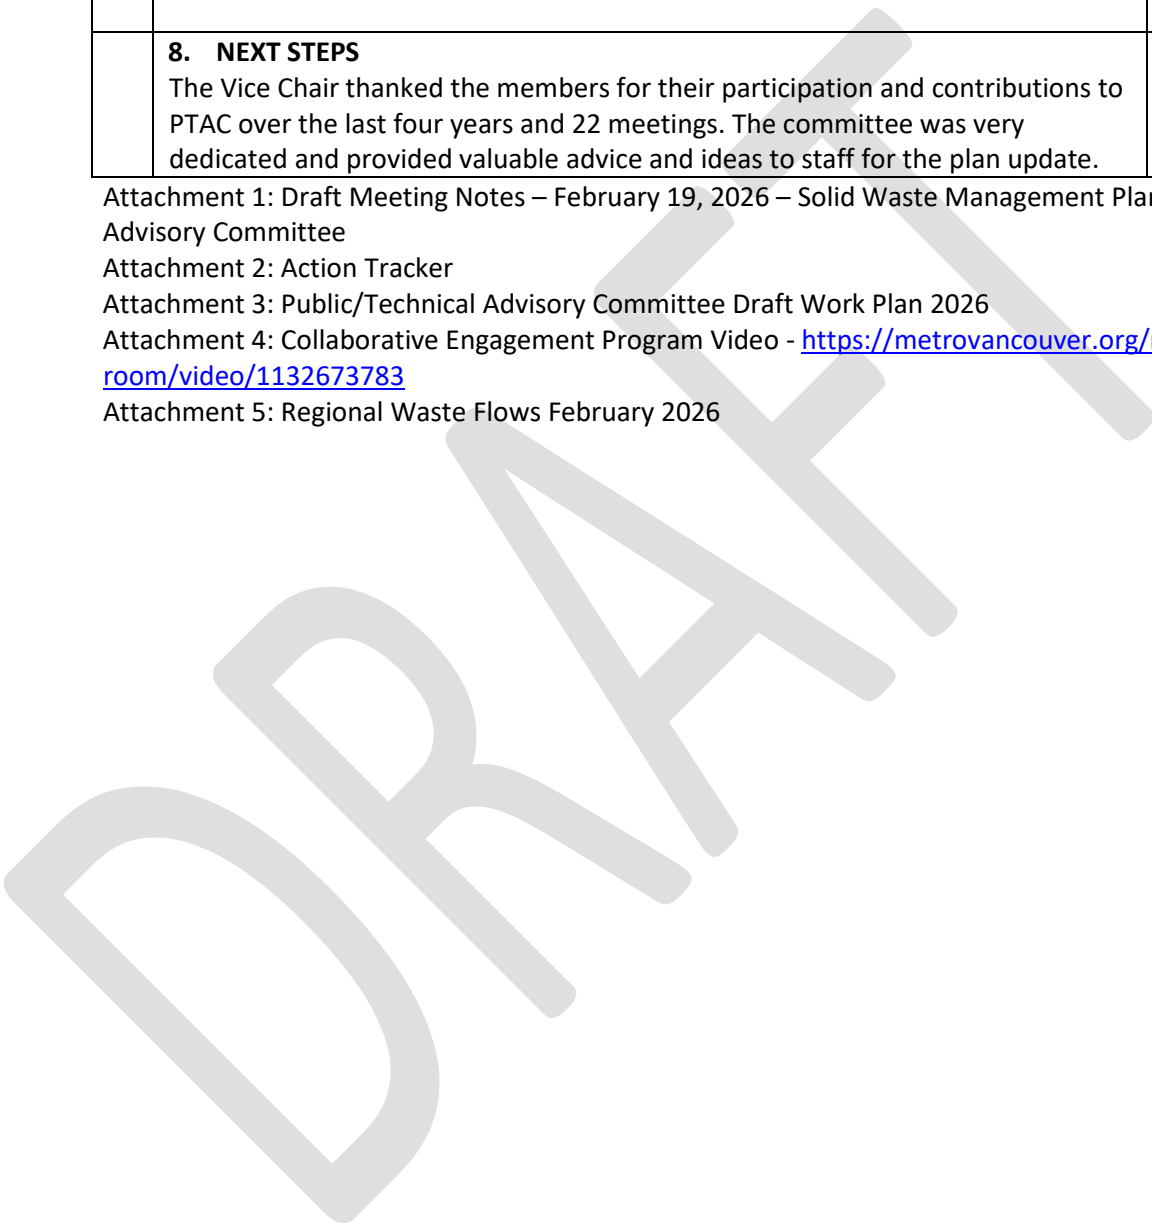 8. NEXT STEPS
The Vice Chair thanked the members for their participation and contributions to
PTAC over the last four years and 22 meetings. The committee was very
dedicated and provided valuable advice and ideas to staff for the plan update.
Attachment 1: Draft Meeting Notes – February 19, 2026 – Solid Waste Management
Advisory Committee
Attachment 2: Action Tracker
Attachment 3: Public/Technical Advisory Committee Draft Work Plan 2026
Attachment 4: Collaborative Engagement Program Video - https://metrovancouver.org/
room/video/1132673783
Attachment 5: Regional Waste Flows February 2026
DRAFT